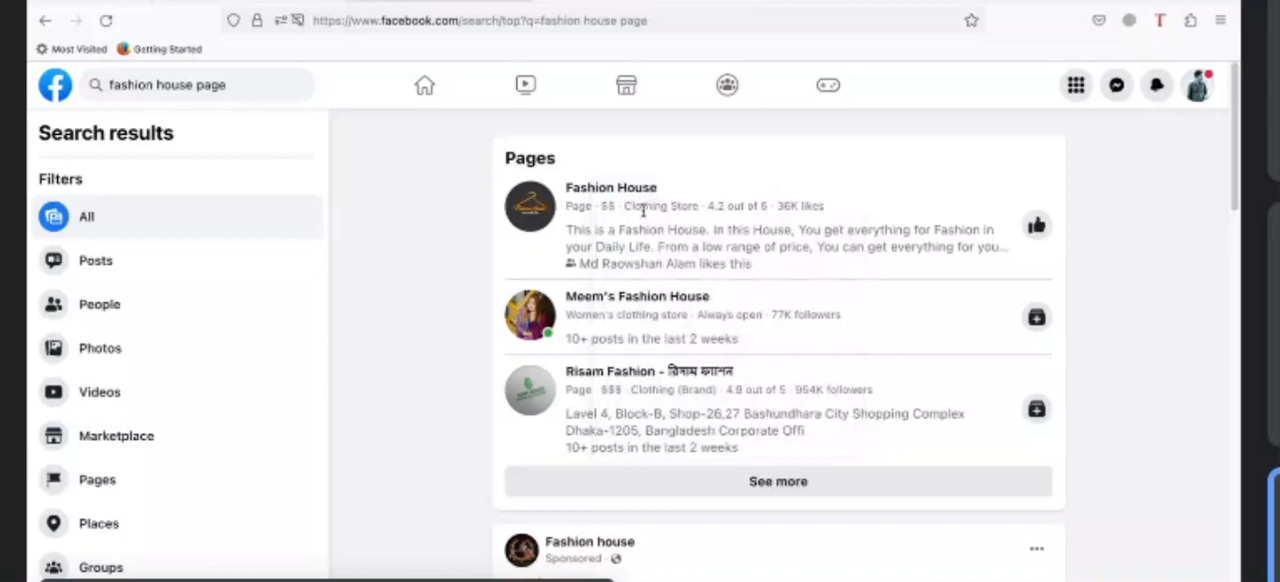 https://www.facebook.com/search/top?q=fashion house page
Most Visited
Getting Started
fashion house page
Search results
Filters
All
Posts
People
Photos
Videos
Marketplace
Pages
Places
Groups
Pages
Fashion House
Page · $$ · Clothing Store · 4.2 out of 5 · 36K likes
This is a Fashion House. In this House, You get everything for Fashion in
your Daily Life. From a low range of price, You can get everything for you...
Md Raowshan Alam likes this
Meem's Fashion House
Women's clothing store · Always open · 77K followers
10+ posts in the last 2 weeks
Risam Fashion - রিসাম ফ্যাশন
Page · $$$ · Clothing (Brand) · 4.9 out of 5 · 954K followers
Lavel 4, Block-B, Shop-26,27 Bashundhara City Shopping Complex
Dhaka-1205, Bangladesh Corporate Offi
10+ posts in the last 2 weeks
See more
Fashion house
Sponsored ·